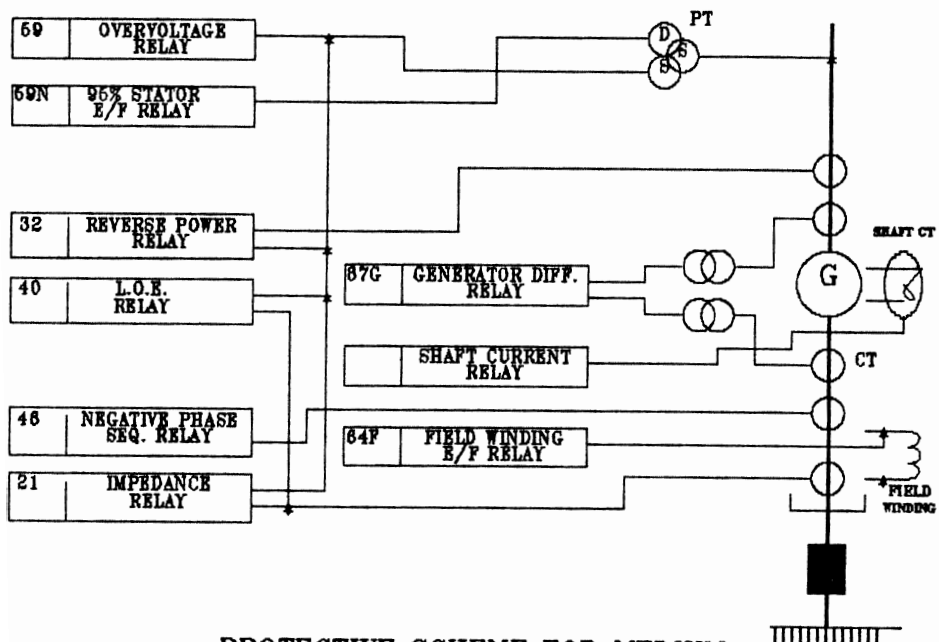 59 OVERVOLTAGE
RELAY
59N 95% STATOR
E/F RELAY
PT
D
S
S
32 REVERSE POWER
RELAY
40 L.O.E.
RELAY
87G GENERATOR DIFF.
RELAY
G
SHAFT CT
SHAFT CURRENT
RELAY
CT
46 NEGATIVE PHASE
SEQ. RELAY
64F FIELD WINDING
E/F RELAY
21 IMPEDANCE
RELAY
FIELD
WINDING
PROTECTIVE SCHEME FOR